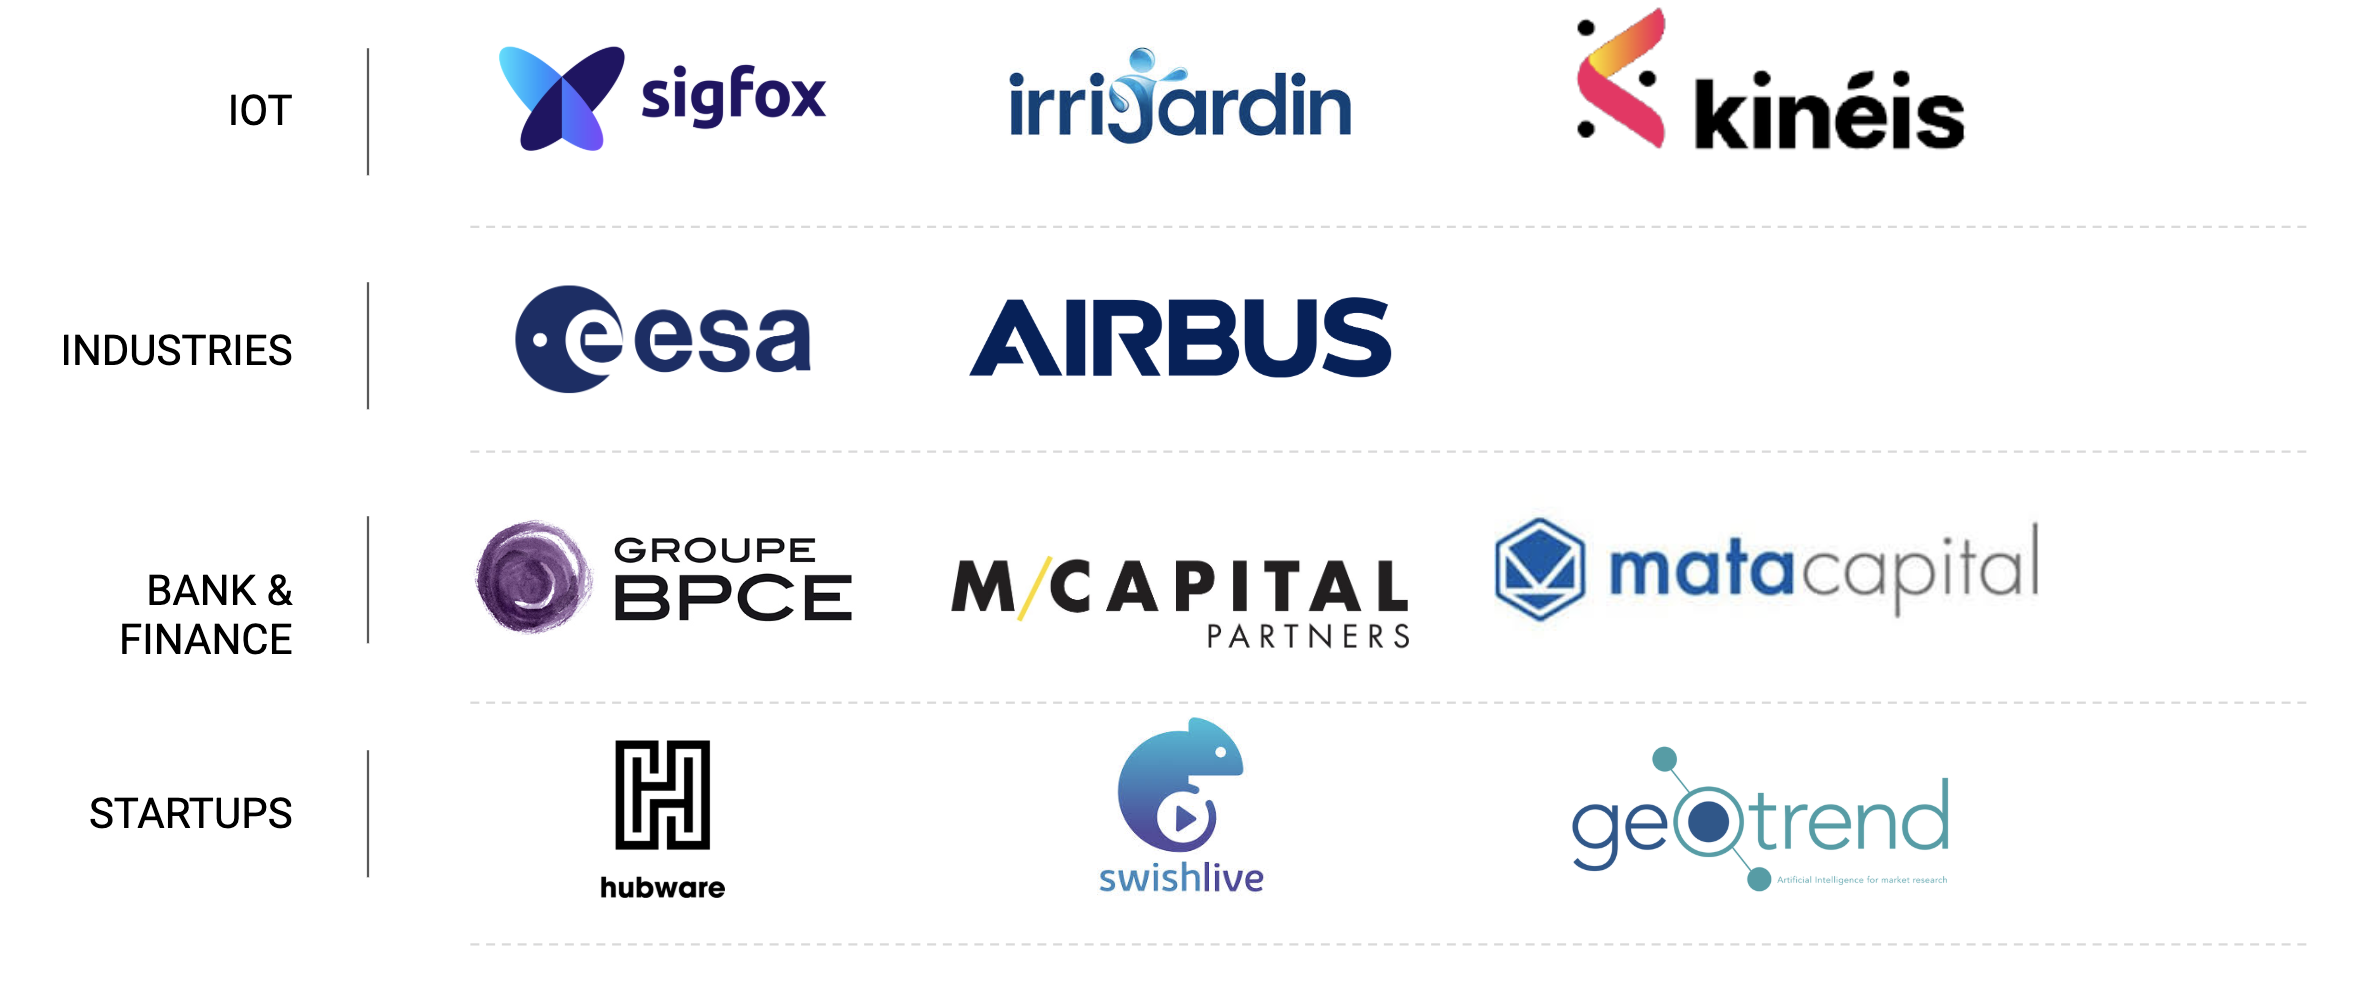 IOT
sigfox
irrijardin
kinéis
INDUSTRIES
esa
AIRBUS
BANK &
FINANCE
GROUPE
BPCE
M/CAPITAL
PARTNERS
matacapital
STARTUPS
hubware
swishlive
geotrend
Artificial Intelligence for market research